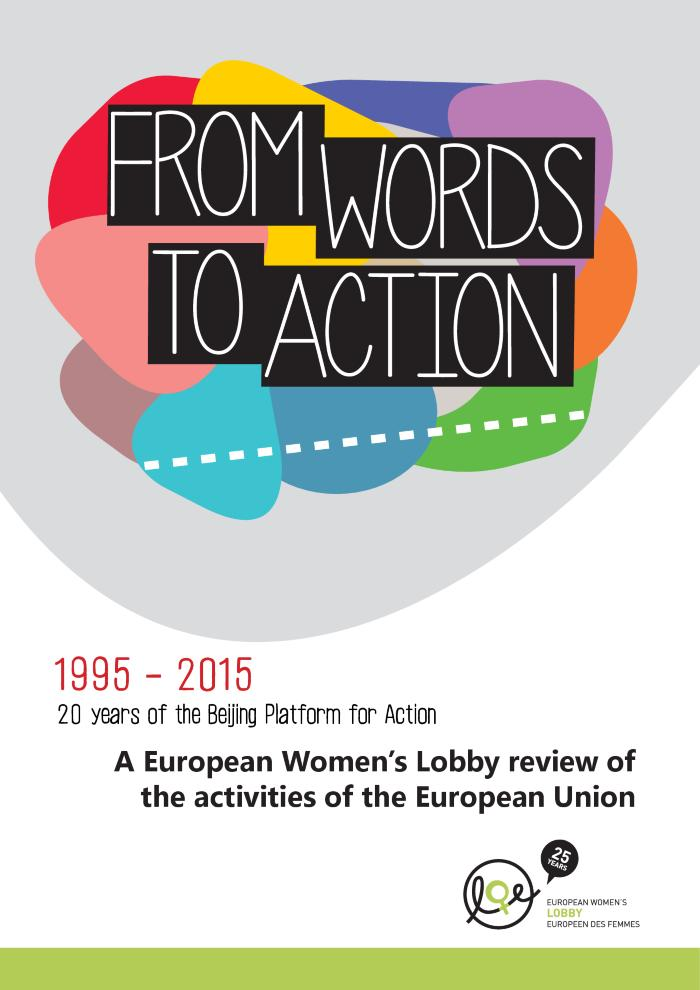 FROM WORDS
TO ACTION
1995 - 2015
20 years of the Beijing Platform for Action
A European Women's Lobby review of
the activities of the European Union
25
YEARS
lqe
EUROPEAN WOMEN'S
LOBBY
EUROPEEN DES FEMMES